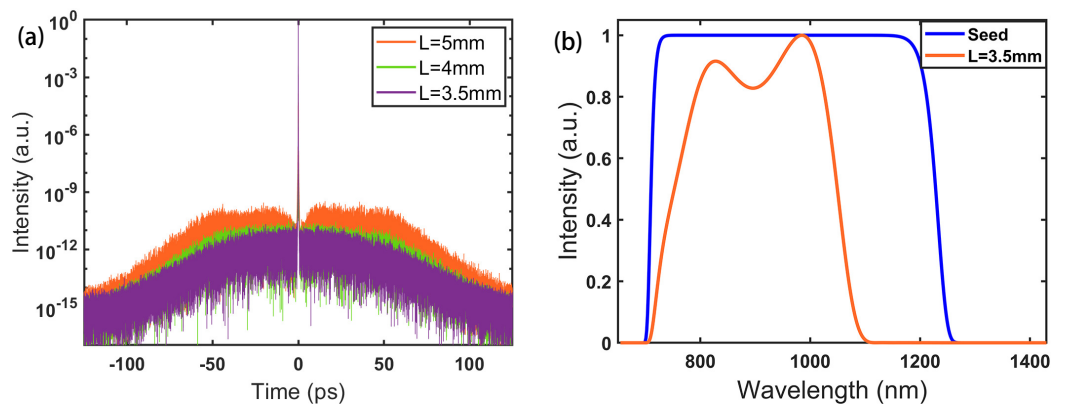 (a)
10^0
10^-3
10^-6
10^-9
10^-12
10^-15
Intensity (a.u.)
L=5mm
L=4mm
L=3.5mm
-100 -50 0 50 100
Time (ps)
(b)
1
0.8
0.6
0.4
0.2
0
Intensity (a.u.)
Seed
L=3.5mm
800 1000 1200 1400
Wavelength (nm)